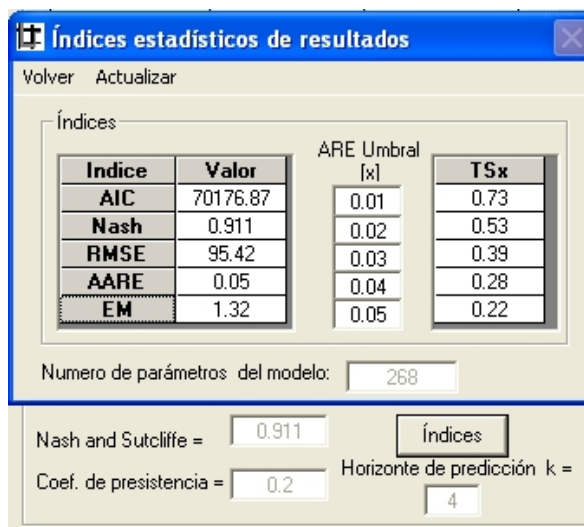 Índices estadísticos de resultados
Volver Actualizar
Índices
ARE Umbral
Indice Valor [x] TSx
AIC 70176.87 0.01 0.73
Nash 0.911 0.02 0.53
RMSE 95.42 0.03 0.39
AARE 0.05 0.04 0.28
EM 1.32 0.05 0.22
Numero de parámetros del modelo: 268
Nash and Sutcliffe = 0.911 Índices
Coef. de presistencia = 0.2 Horizonte de predicción k =
4